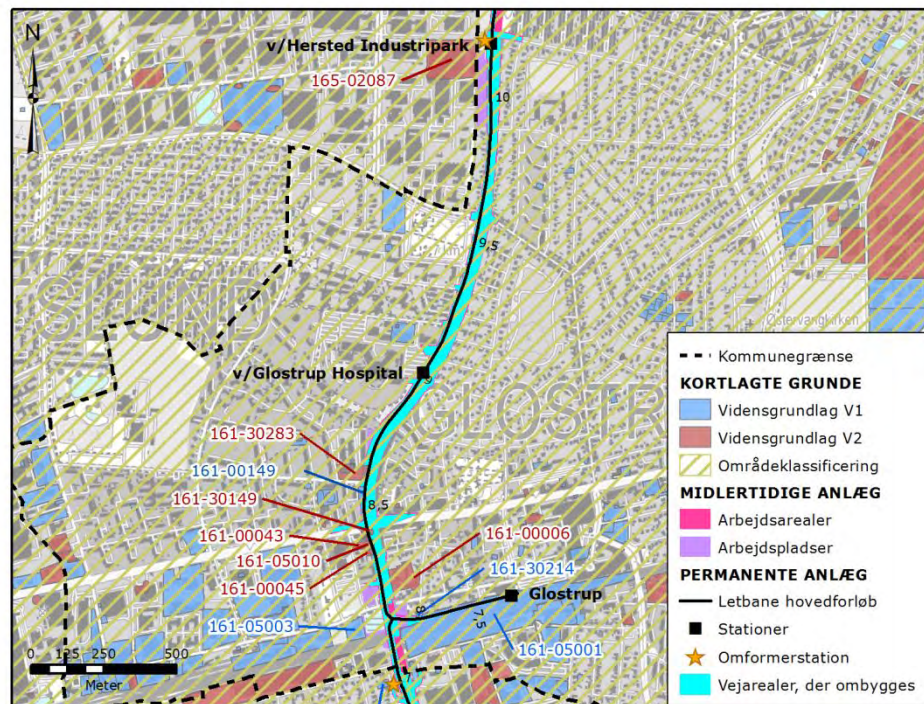 N
v/Hersted Industripark
165-02087
10
9,5
v/Glostrup Hospital
9
GLOSTR
161-30283
161-00149
161-30149
8,5
161-00043
161-00006
161-05010
161-30214
161-00045
Glostrup
8
7,5
161-05003
161-05001
7
0 125 250 500
Meter
Østervangkirken
Kommunegrænse
KORTLAGTE GRUNDE
Vidensgrundlag V1
Vidensgrundlag V2
Områdeklassificering
MIDLERTIDIGE ANLÆG
Arbejdsarealer
Arbejdspladser
PERMANENTE ANLÆG
Letbane hovedforløb
Stationer
Omformerstation
Vejarealer, der ombygges